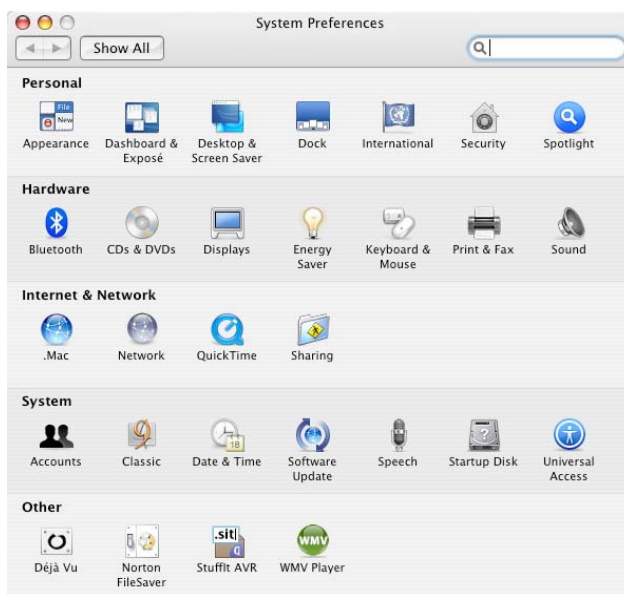 System Preferences
Show All
Personal
File
New
Appearance
Dashboard & Exposé
Desktop & Screen Saver
Dock
International
Security
Spotlight
Hardware
Bluetooth
CDs & DVDs
Displays
Energy Saver
Keyboard & Mouse
Print & Fax
Sound
Internet & Network
.Mac
Network
QuickTime
Sharing
System
18
?
Accounts
Classic
Date & Time
Software Update
Speech
Startup Disk
Universal Access
Other
.sit
WMV
Déjà Vu
Norton FileSaver
StuffIt AVR
WMV Player